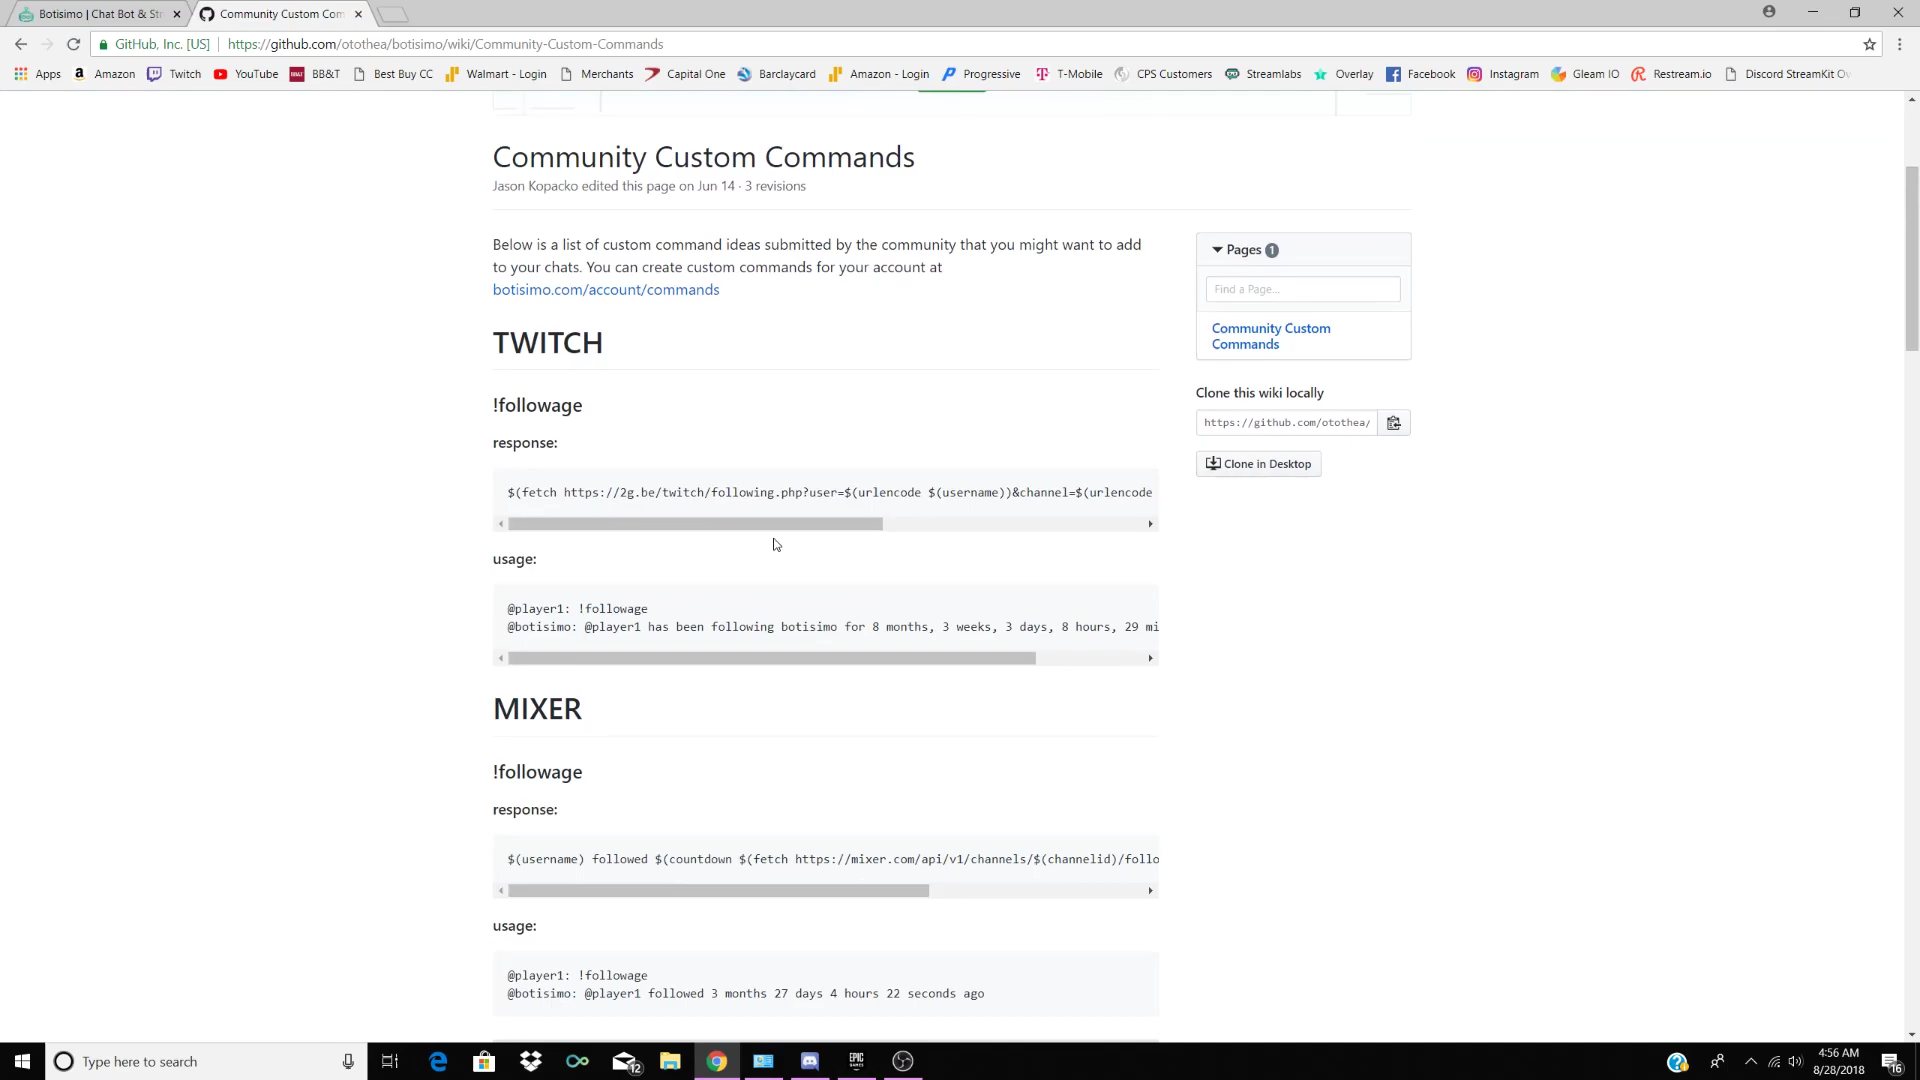 Botisimo | Chat Bot & Str
Community Custom Com
GitHub, Inc. [US]
https://github.com/otothea/botisimo/wiki/Community-Custom-Commands
Apps
Amazon
Twitch
YouTube
BB&T
Best Buy CC
Walmart - Login
Merchants
Capital One
Barclaycard
Amazon - Login
Progressive
T-Mobile
CPS Customers
Streamlabs
Overlay
Facebook
Instagram
Gleam IO
Restream.io
Discord StreamKit Ov
Community Custom Commands
Jason Kopacko edited this page on Jun 14 · 3 revisions
Below is a list of custom command ideas submitted by the community that you might want to add
to your chats. You can create custom commands for your account at
botisimo.com/account/commands
TWITCH
!followage
response:
$(fetch https://2g.be/twitch/following.php?user=$(urlencode $(username))&channel=$(urlencode
usage:
@player1: !followage
@botisimo: @player1 has been following botisimo for 8 months, 3 weeks, 3 days, 8 hours, 29 mi
MIXER
!followage
response:
$(username) followed $(countdown $(fetch https://mixer.com/api/v1/channels/$(channelid)/follo
usage:
@player1: !followage
@botisimo: @player1 followed 3 months 27 days 4 hours 22 seconds ago
Pages 1
Find a Page...
Community Custom
Commands
Clone this wiki locally
https://github.com/otothea/
Clone in Desktop
Type here to search
12
EPIC
GAMES
4:56 AM
8/28/2018
16